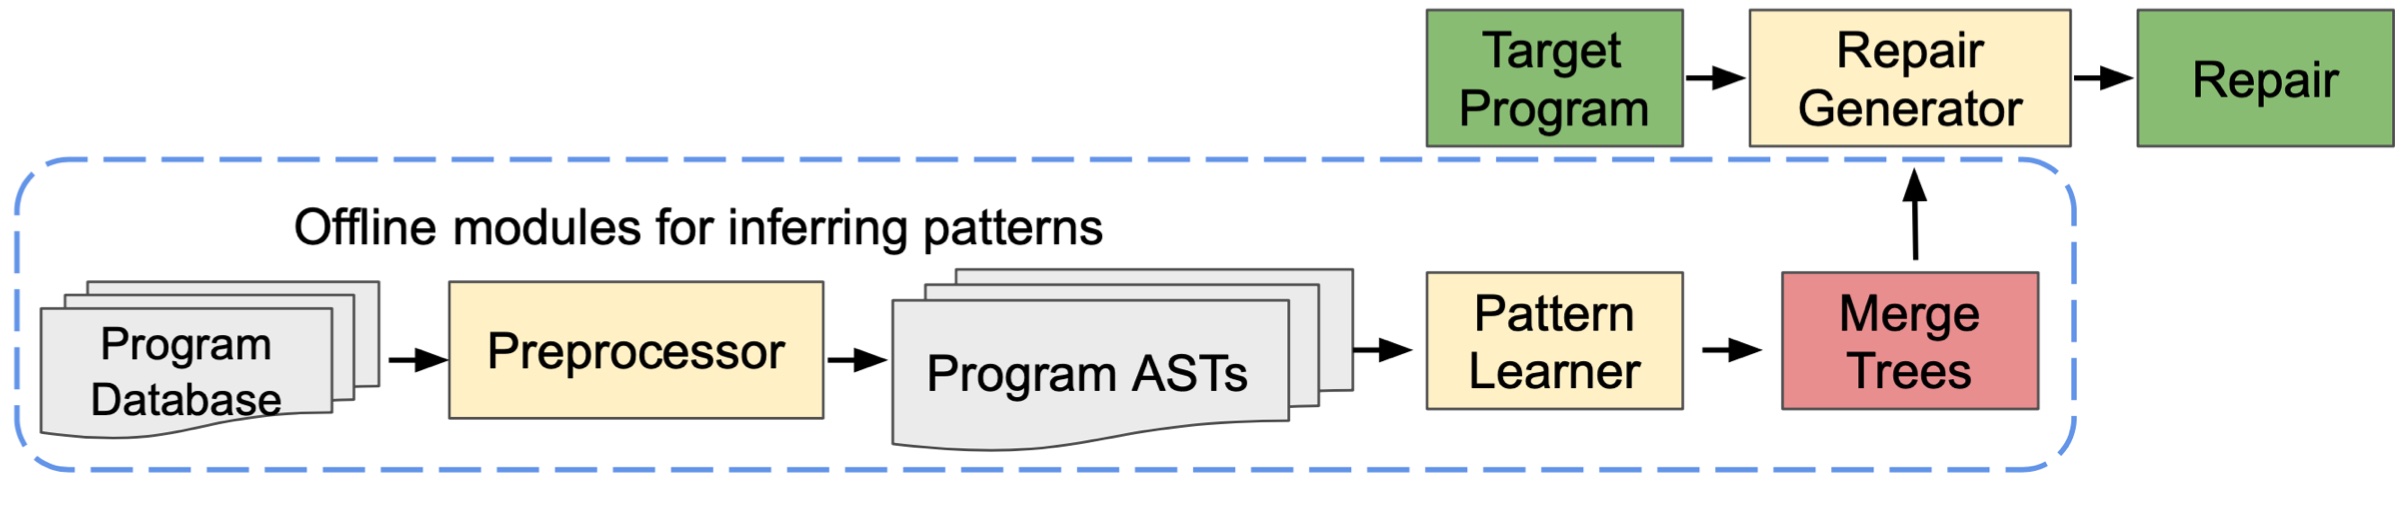 Target
Program
Repair
Generator
Repair
Offline modules for inferring patterns
Program
Database
Preprocessor
Program ASTs
Pattern
Learner
Merge
Trees